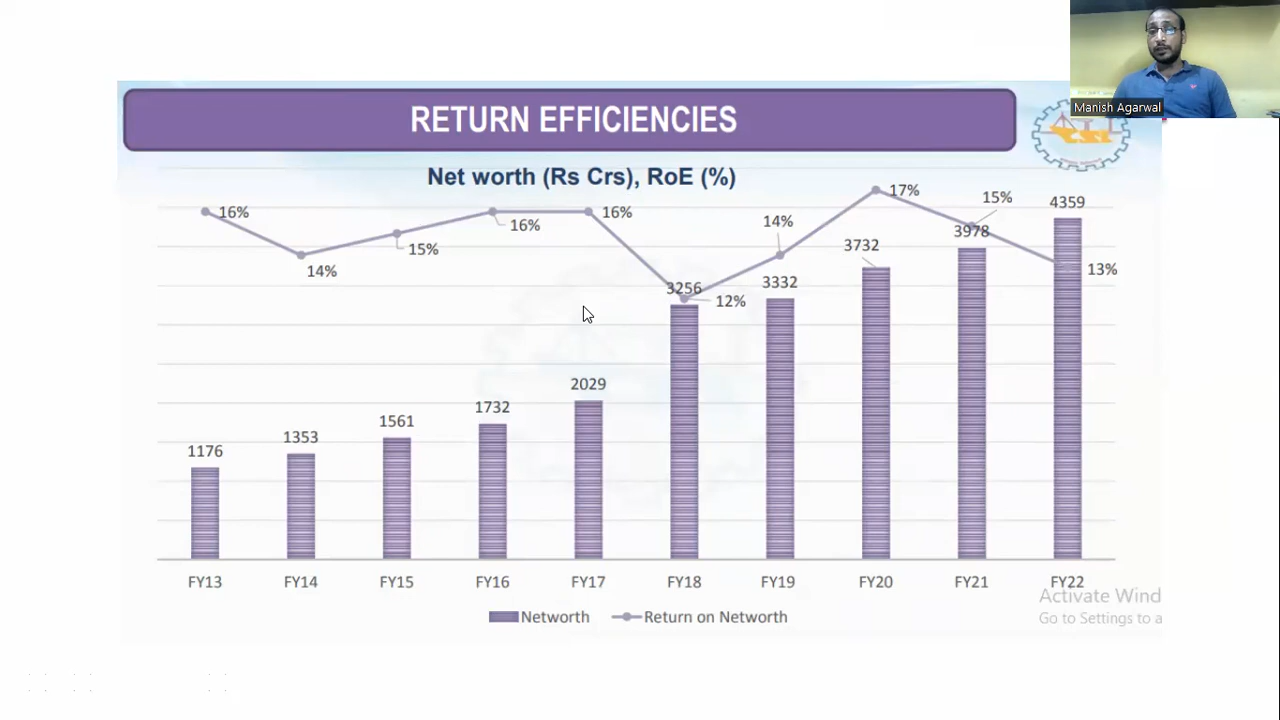 Manish Agarwal
RETURN EFFICIENCIES
CSL
Net worth (Rs Crs), RoE (%)
16% 14% 15% 16% 16% 12% 14% 17% 15% 13%
1176 1353 1561 1732 2029 3256 3332 3732 3978 4359
FY13 FY14 FY15 FY16 FY17 FY18 FY19 FY20 FY21 FY22
Networth Return on Networth
Activate Wind
Go to Settings to a